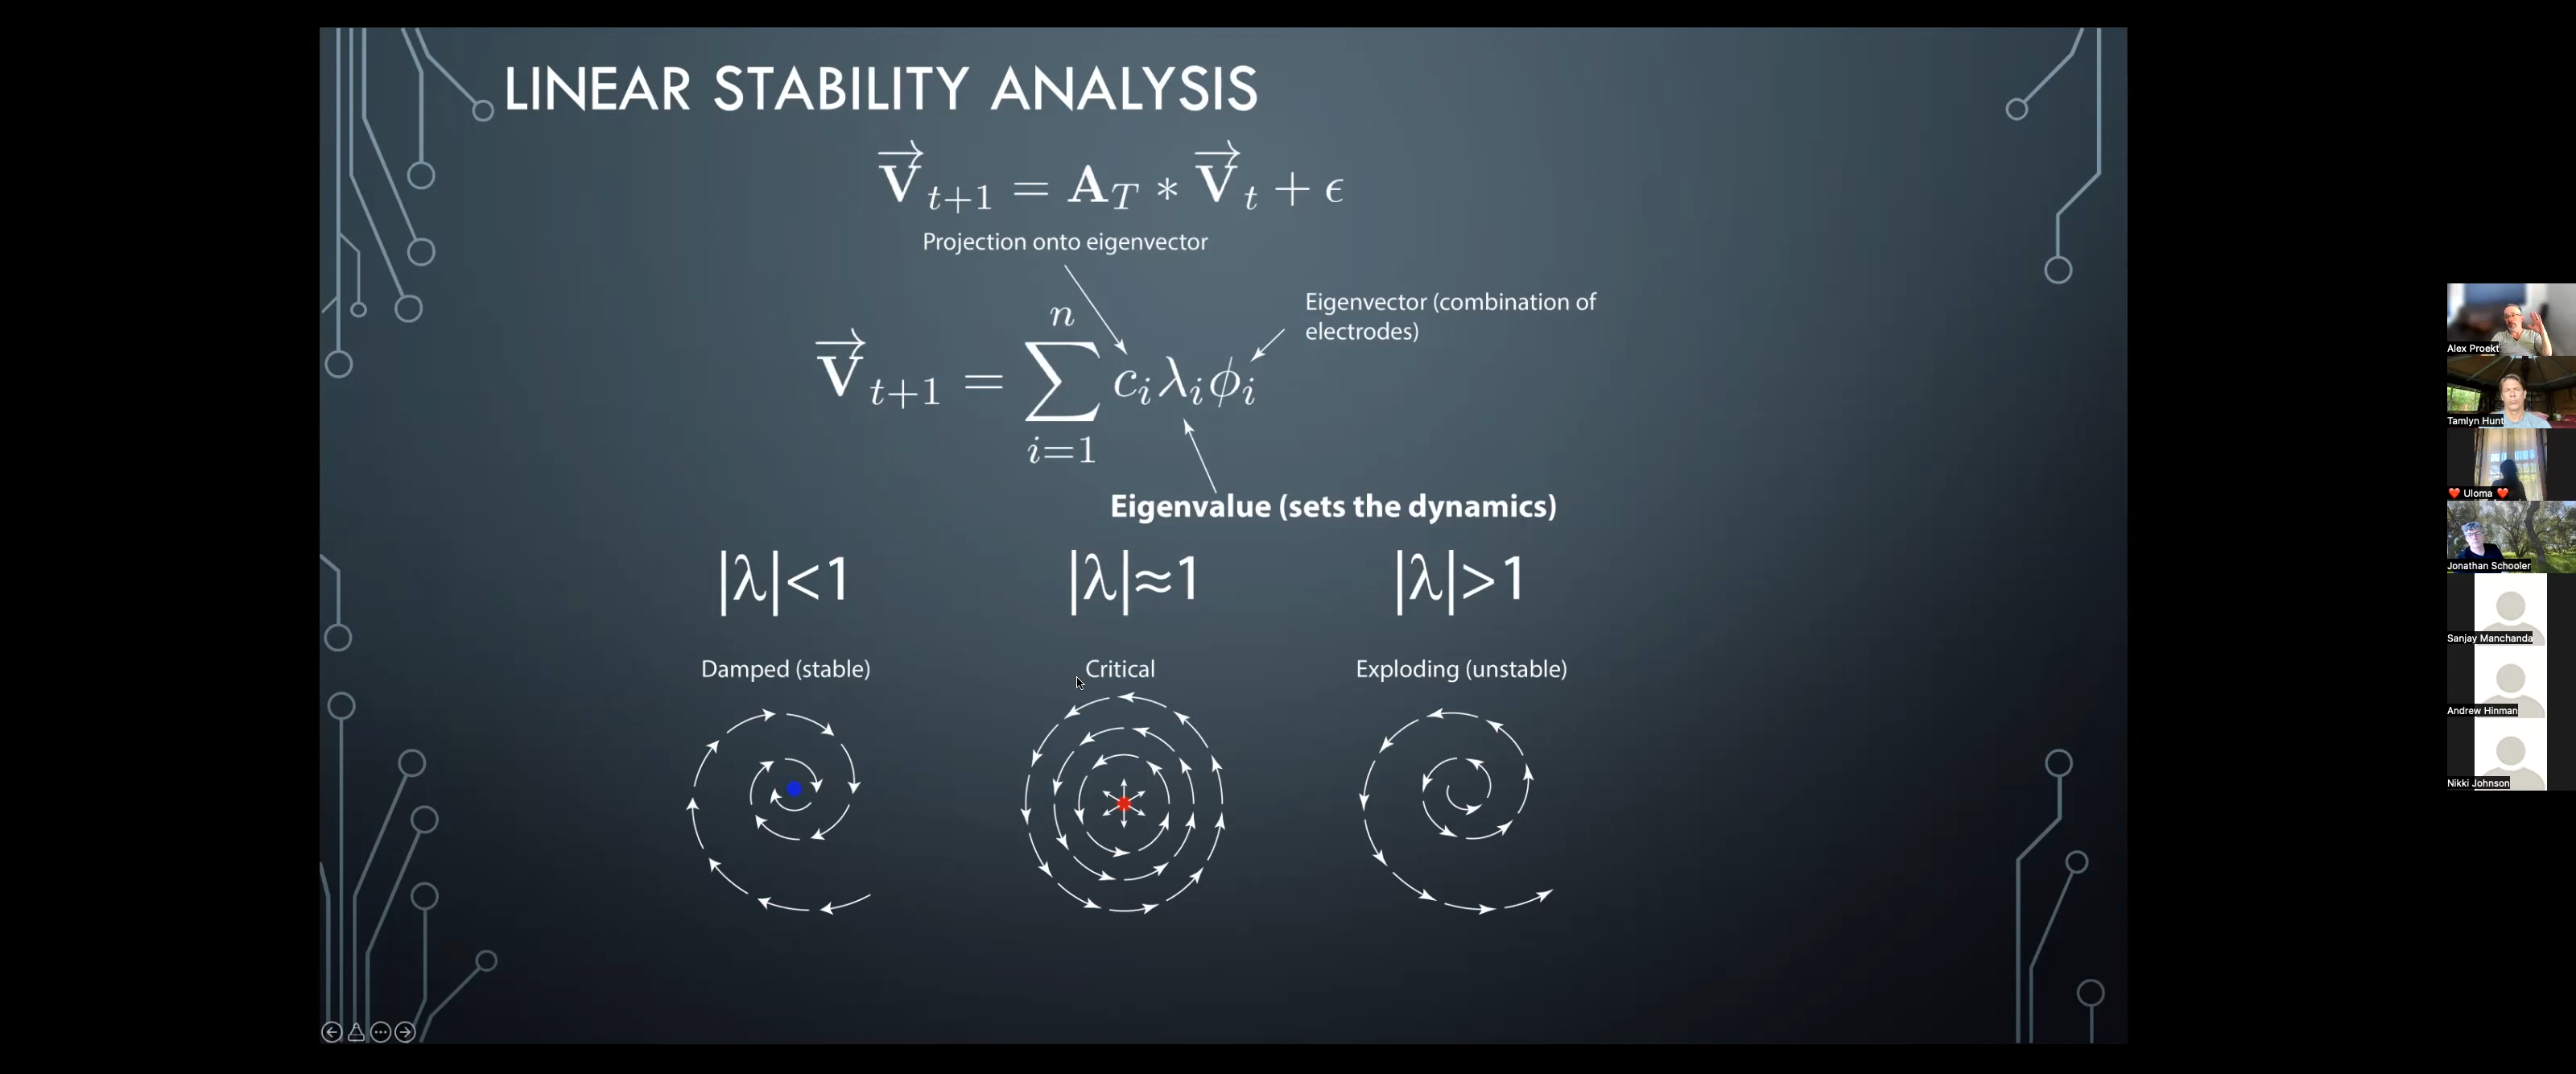 LINEAR STABILITY ANALYSIS
V⃗_{t+1} = A_T * V⃗_t + ϵ
Projection onto eigenvector
Eigenvector (combination of
electrodes)
V⃗_{t+1} = ∑_{i=1}^{n} c_i λ_i ϕ_i
Eigenvalue (sets the dynamics)
|λ|<1
|λ|≈1
|λ|>1
Damped (stable)
Critical
Exploding (unstable)
Alex Proekt
Tamlyn Hunt
❤️ Uloma ❤️
Jonathan Schooler
Sanjay Manchanda
Andrew Hinman
Nikki Johnson